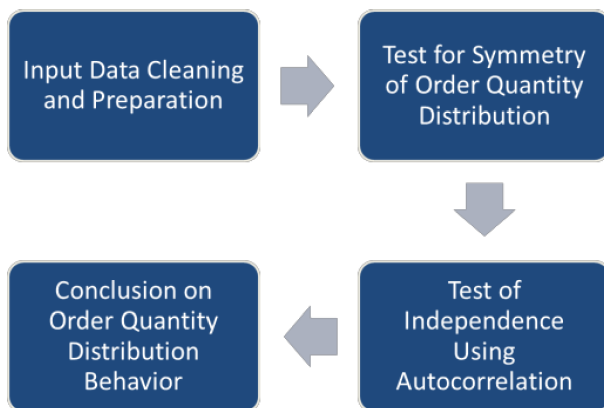 Input Data Cleaning
and Preparation
Test for Symmetry
of Order Quantity
Distribution
Test of
Independence
Using
Autocorrelation
Conclusion on
Order Quantity
Distribution
Behavior